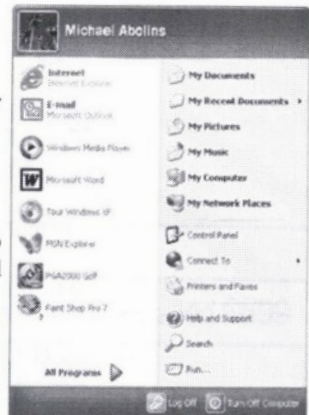 Michael Abolins
Internet
Internet Explorer
E-mail
Microsoft Outlook
Windows Media Player
Microsoft Word
Tour Windows XP
MSN Explorer
PGA2000 Golf
Paint Shop Pro 7
All Programs
My Documents
My Recent Documents
My Pictures
My Music
My Computer
My Network Places
Control Panel
Connect To
Printers and Faxes
Help and Support
Search
Run...
Log Off
Turn Off Computer